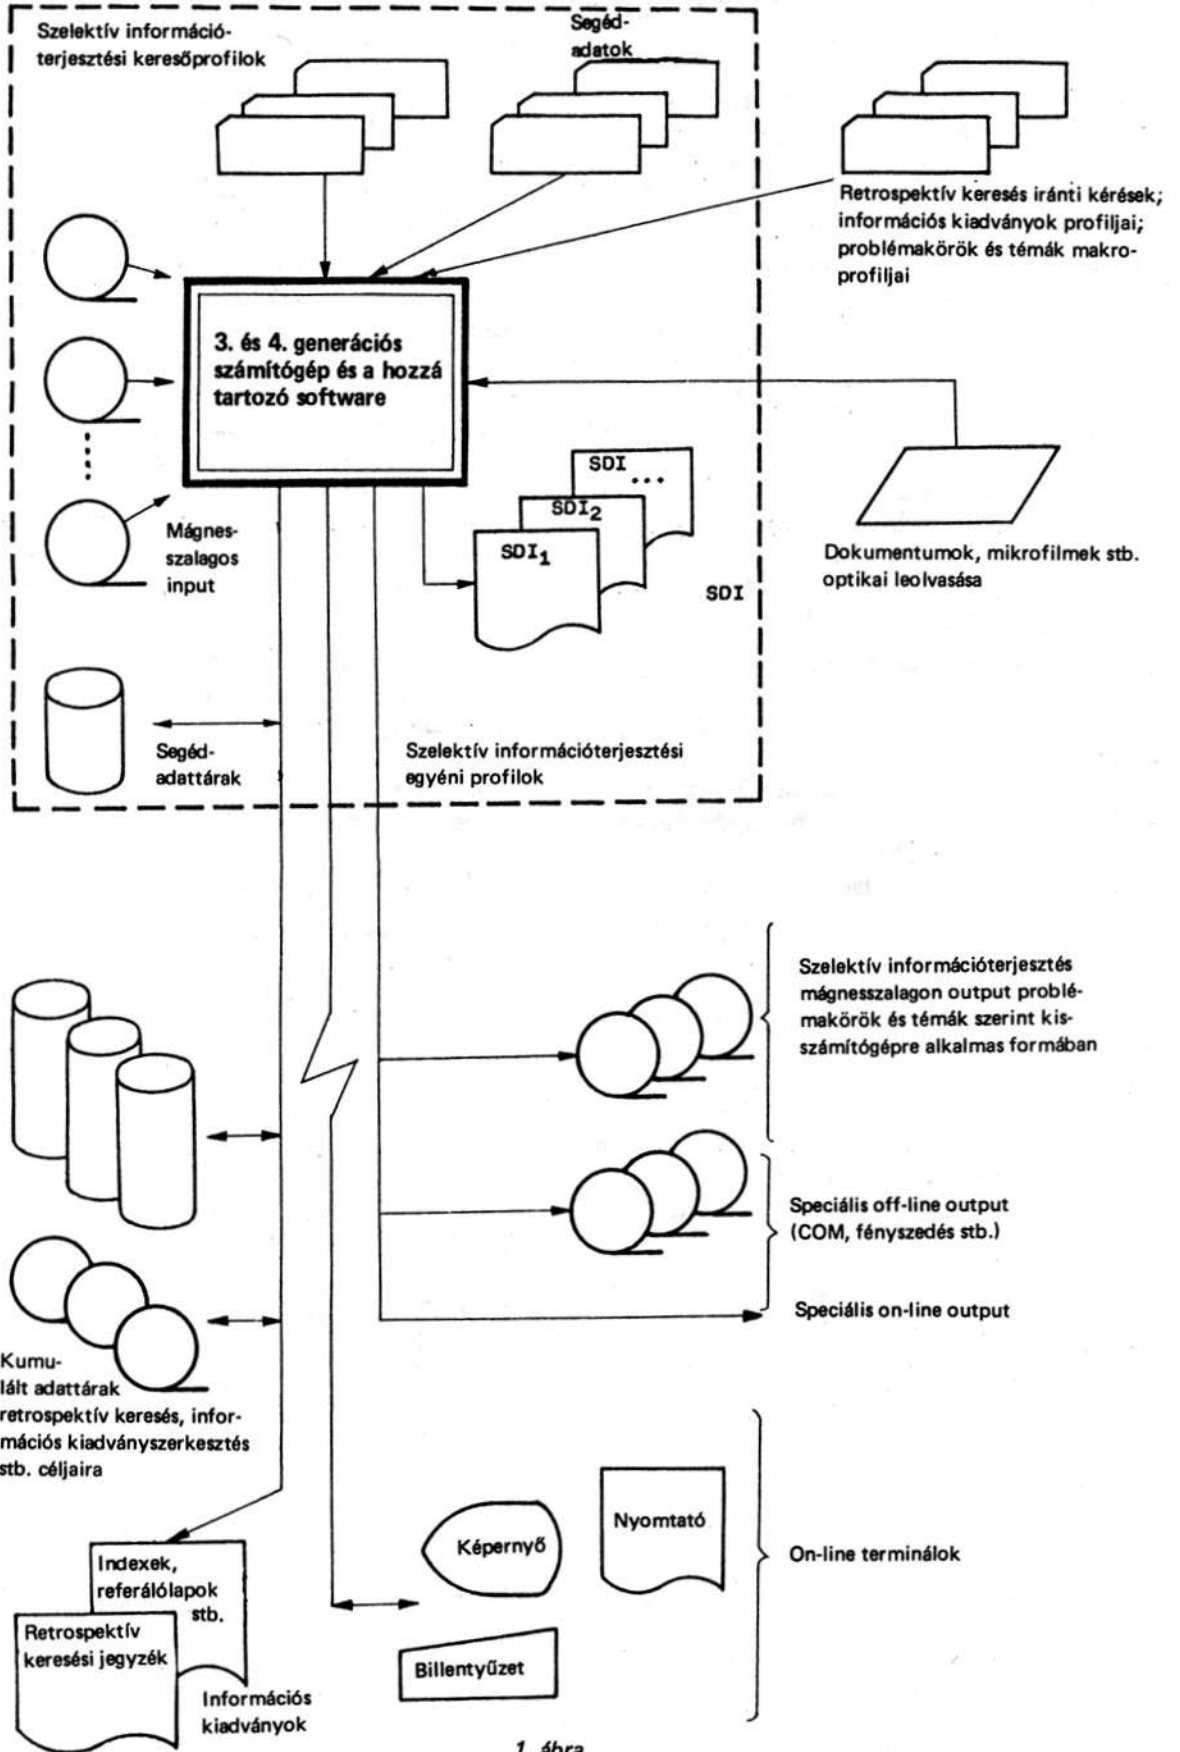 Szelektív információ-
terjesztési keresőprofilok
Segéd-
adatok
Retrospektív keresés iránti kérések;
információs kiadványok profiljai;
problémakörök és témák makro-
profiljai
3. és 4. generációs
számítógép és a hozzá
tartozó software
Mágnes-
szalagos
input
SDI
...
SDI2
SDI1
SDI
Dokumentumok, mikrofilmek stb.
optikai leolvasása
Segéd-
adattárak
Szelektív információterjesztési
egyéni profilok
Szelektív információterjesztés
mágnesszalagon output problé-
makörök és témák szerint kis-
számítógépre alkalmas formában
Speciális off-line output
(COM, fényszedés stb.)
Speciális on-line output
Kumu-
lált adattárak
retrospektív keresés, infor-
mációs kiadványszerkesztés
stb. céljaira
Indexek,
referálólapok
stb.
Retrospektív
keresési jegyzék
Információs
kiadványok
Képernyő
Nyomtató
Billentyűzet
On-line terminálok
1. ábra